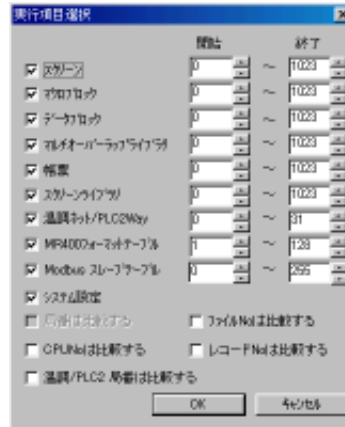 実行項目選択
開始 終了
スクリーン 0 ～ 1023
マクロブロック 0 ～ 1023
データブロック 0 ～ 1023
マルチオーバーラップライブラリ 0 ～ 1023
帳票 0 ～ 1023
スクリーンライブラリ 0 ～ 1023
温調ネット/PLC2Way 0 ～ 31
MR400フォーマットテーブル 1 ～ 128
Modbus スレーブテーブル 0 ～ 255
システム設定
局番は比較する ファイルNoは比較する
CPUNoは比較する レコードNoは比較する
温調/PLC2 局番は比較する
OK キャンセル